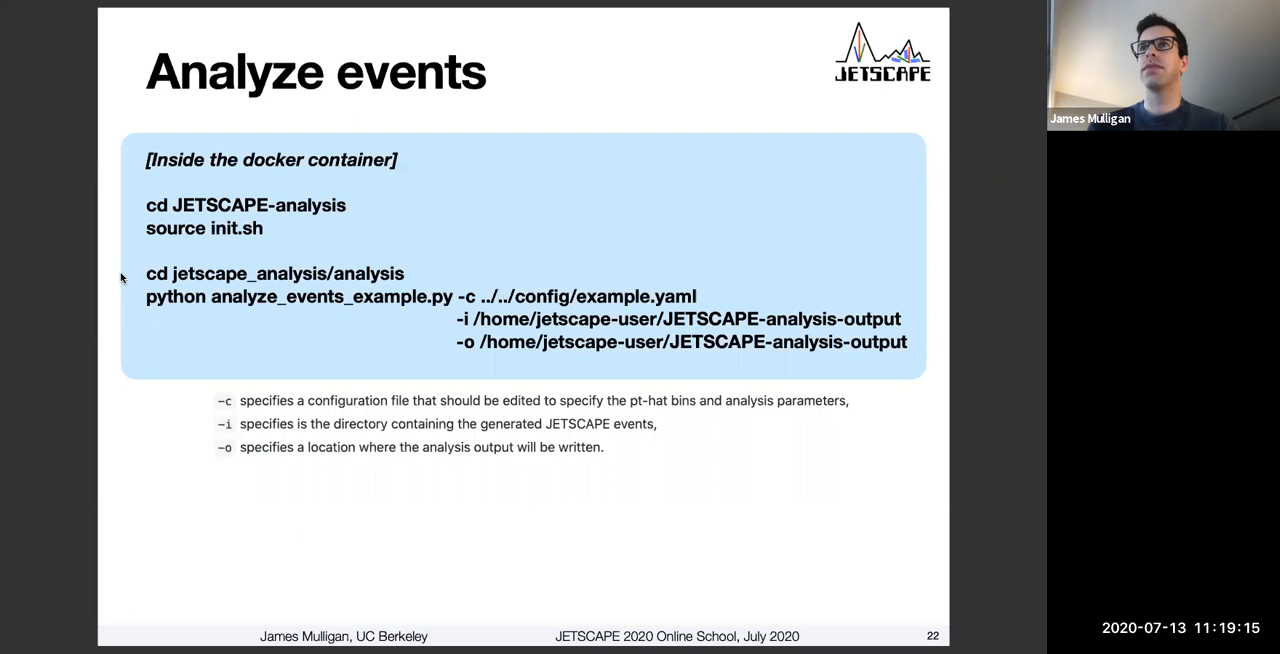 Analyze events
JETSCAPE
James Mulligan
[Inside the docker container]
cd JETSCAPE-analysis
source init.sh
cd jetscape_analysis/analysis
python analyze_events_example.py -c ../../config/example.yaml
-i /home/jetscape-user/JETSCAPE-analysis-output
-o /home/jetscape-user/JETSCAPE-analysis-output
-c specifies a configuration file that should be edited to specify the pt-hat bins and analysis parameters,
-i specifies is the directory containing the generated JETSCAPE events,
-o specifies a location where the analysis output will be written.
James Mulligan, UC Berkeley
JETSCAPE 2020 Online School, July 2020
22
2020-07-13 11:19:15